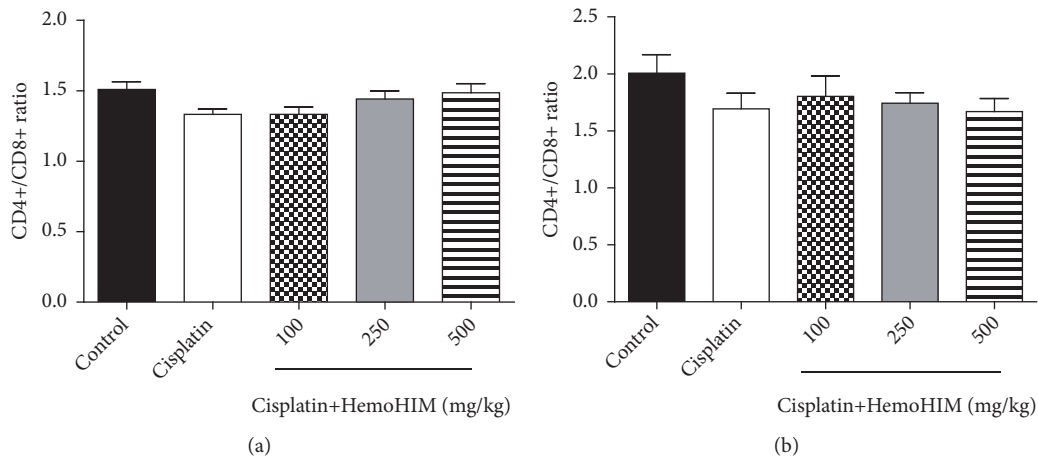 CD4+/CD8+ ratio
2.0
1.5
1.0
0.5
0.0
Control
Cisplatin
100
250
500
Cisplatin+HemoHIM (mg/kg)
(a)
CD4+/CD8+ ratio
2.5
2.0
1.5
1.0
0.5
0.0
Control
Cisplatin
100
250
500
Cisplatin+HemoHIM (mg/kg)
(b)